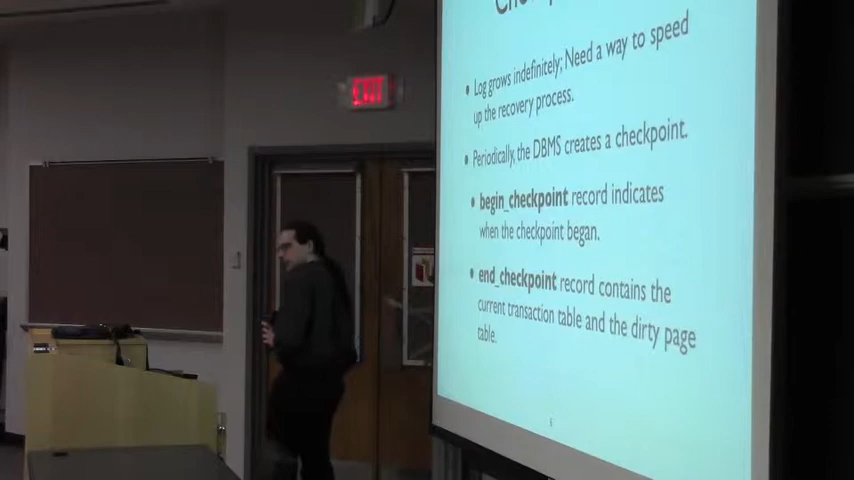 EXIT
• Log grows indefinitely; Need a way to speed
up the recovery process.
• Periodically, the DBMS creates a checkpoint.
• begin_checkpoint record indicates
when the checkpoint began.
• end_checkpoint record contains the
current transaction table and the dirty page
table.